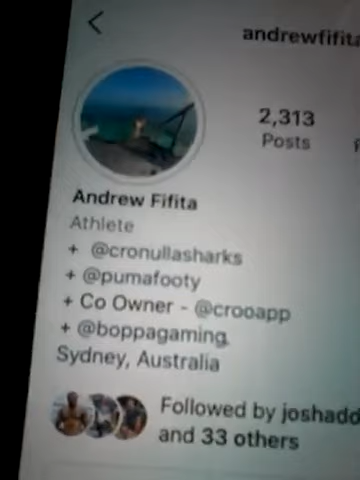 andrewfifita
2,313
Posts
Andrew Fifita
Athlete
+ @cronullasharks
+ @pumafooty
+ Co Owner - @crooapp
+ @boppagaming
Sydney, Australia
Followed by joshadd
and 33 others